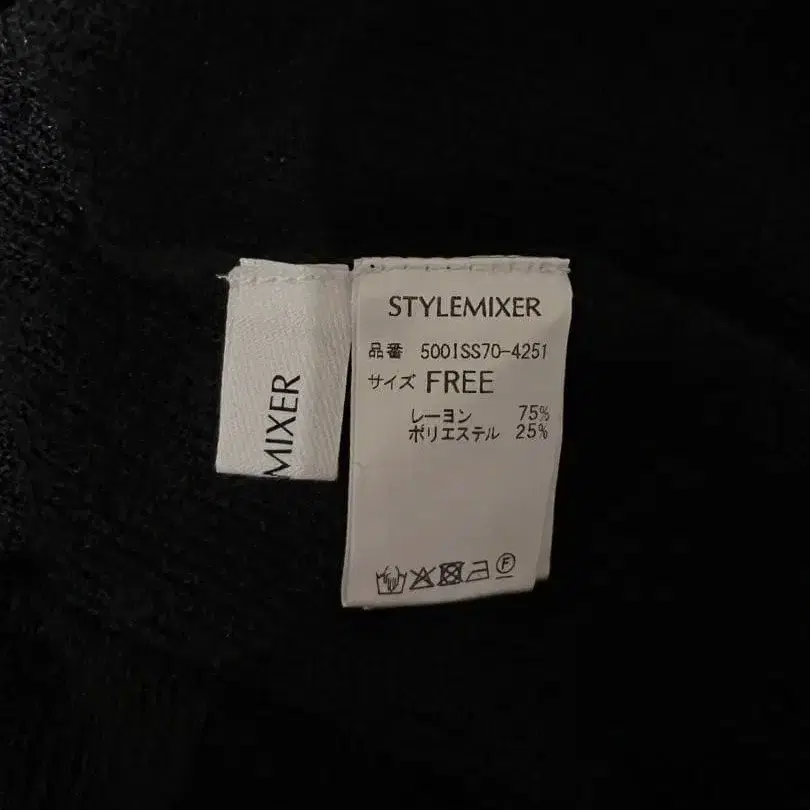 MIXER
STYLEMIXER
品番 500ISS70-4251
サイズ FREE
レーヨン 75%
ポリエステル 25%
F